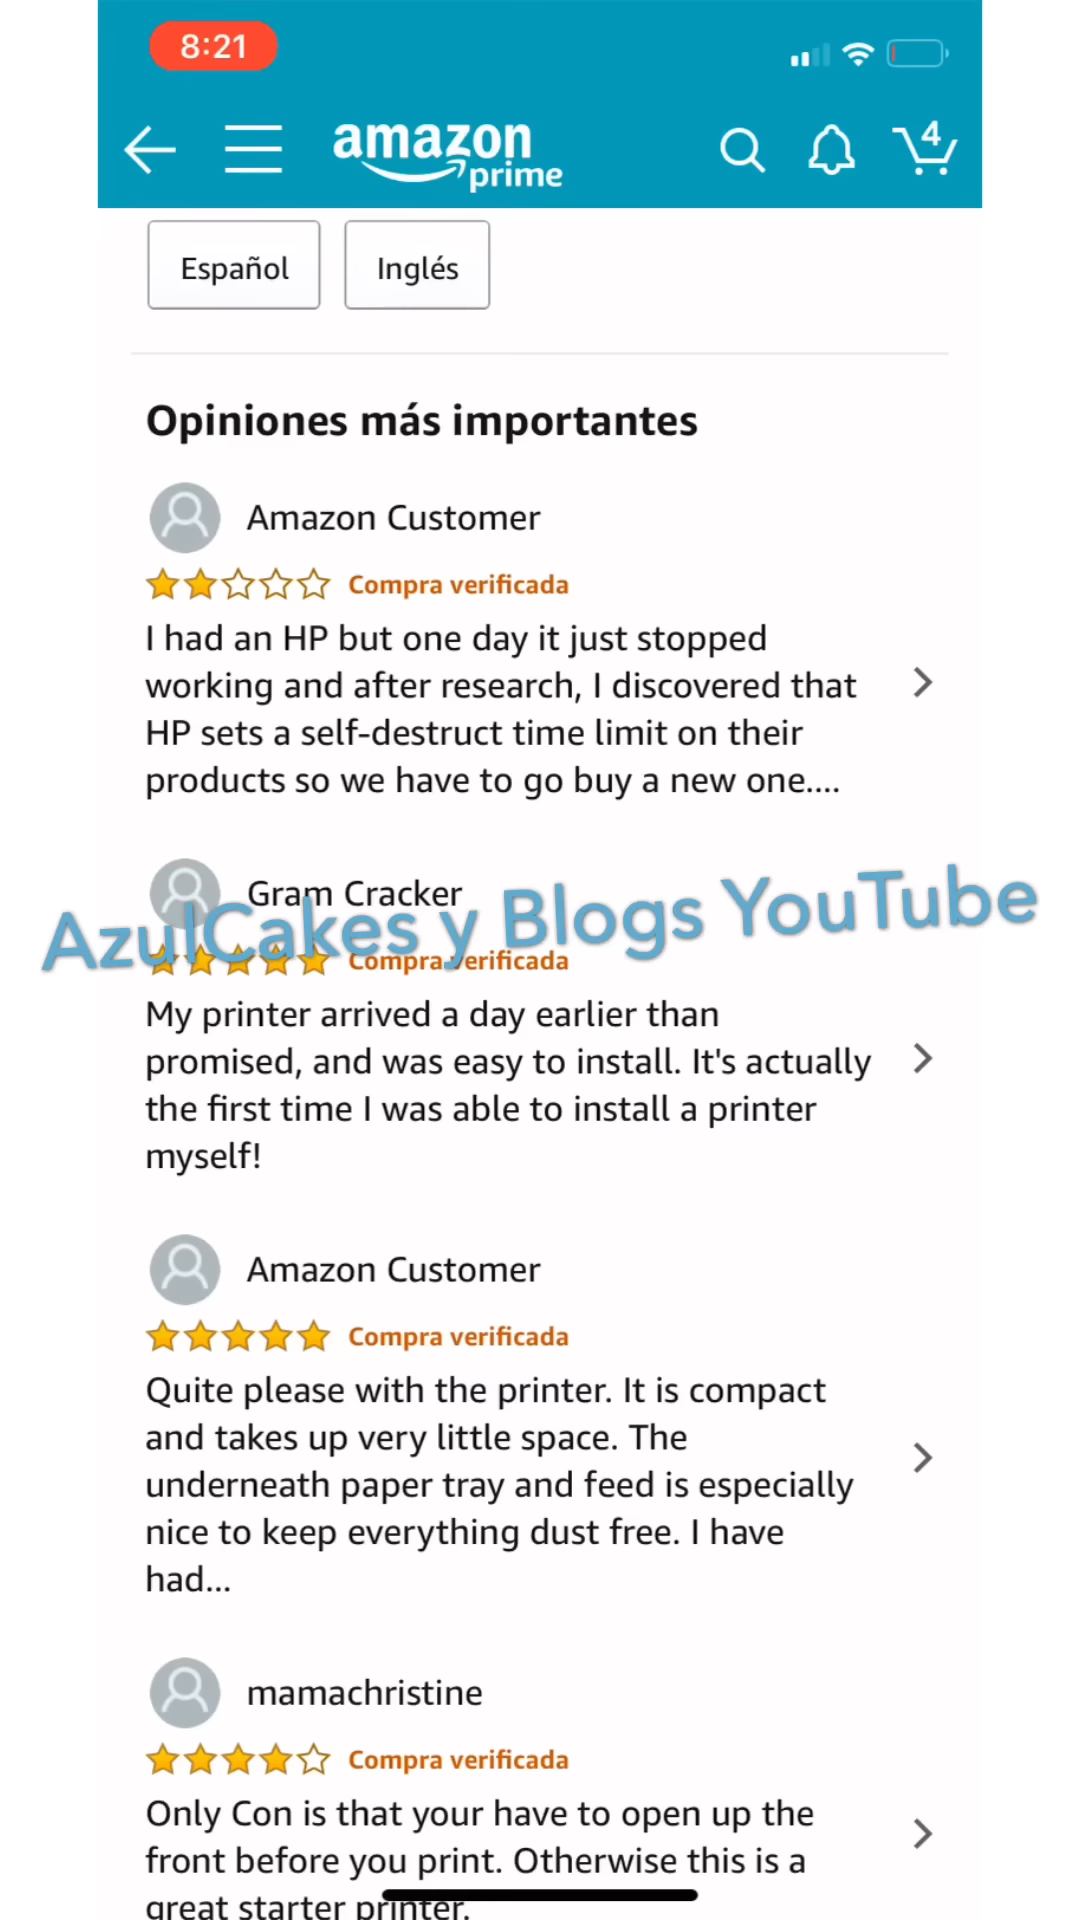 8:21
amazon
prime
4
Español
Inglés
Opiniones más importantes
Amazon Customer
Compra verificada
I had an HP but one day it just stopped
working and after research, I discovered that
HP sets a self-destruct time limit on their
products so we have to go buy a new one....
Gram Cracker
AzulCakes y Blogs YouTube
Compra verificada
My printer arrived a day earlier than
promised, and was easy to install. It's actually
the first time I was able to install a printer
myself!
Amazon Customer
Compra verificada
Quite please with the printer. It is compact
and takes up very little space. The
underneath paper tray and feed is especially
nice to keep everything dust free. I have
had...
mamachristine
Compra verificada
Only Con is that your have to open up the
front before you print. Otherwise this is a
great starter printer.